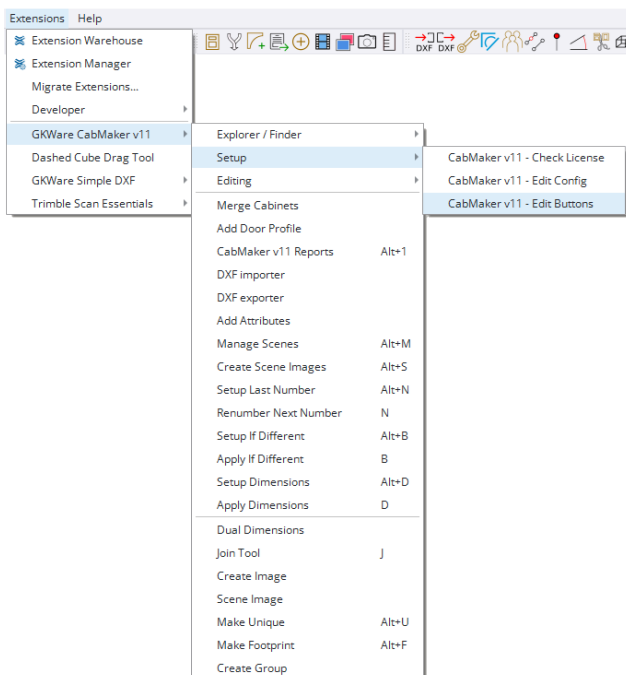 Extensions Help
Extension Warehouse
Extension Manager
Migrate Extensions...
Developer
GKWare CabMaker v11
Dashed Cube Drag Tool
GKWare Simple DXF
Trimble Scan Essentials
DXF DXF
Explorer / Finder
Setup
Editing
Merge Cabinets
Add Door Profile
CabMaker v11 Reports Alt+1
DXF importer
DXF exporter
Add Attributes
Manage Scenes Alt+M
Create Scene Images Alt+S
Setup Last Number Alt+N
Renumber Next Number N
Setup If Different Alt+B
Apply If Different B
Setup Dimensions Alt+D
Apply Dimensions D
Dual Dimensions
Join Tool J
Create Image
Scene Image
Make Unique Alt+U
Make Footprint Alt+F
Create Group
CabMaker v11 - Check License
CabMaker v11 - Edit Config
CabMaker v11 - Edit Buttons